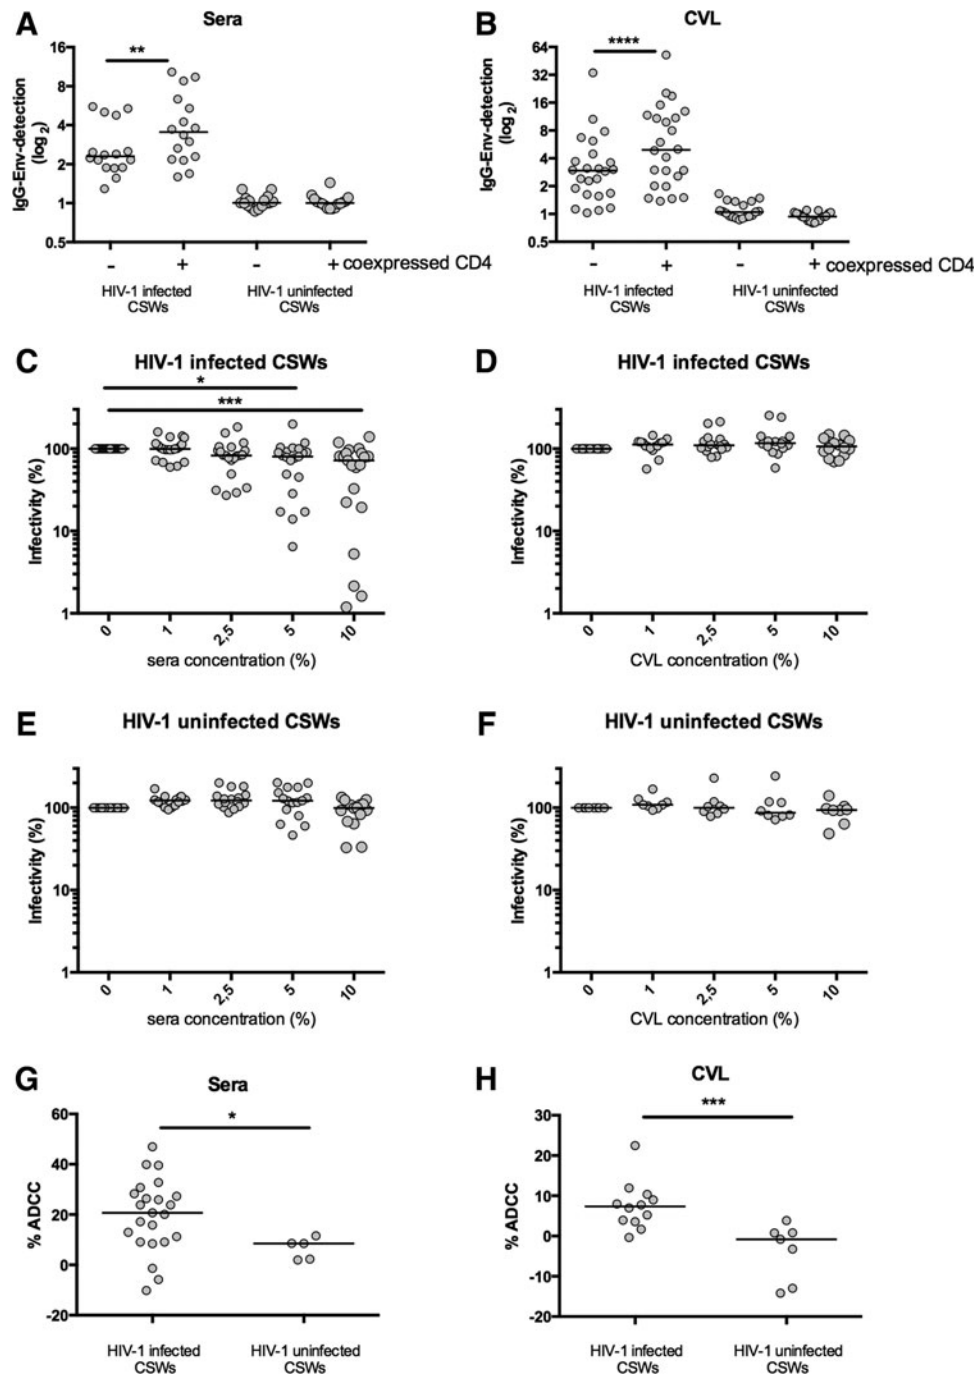 A
Sera
IgG-Env-detection
(log 2)
16
8
4
2
1
0.5
**
- + - + coexpressed CD4
HIV-1 infected
CSWs
HIV-1 uninfected
CSWs
B
CVL
IgG-Env-detection
(log 2)
64
32
16
8
4
2
1
0.5
****
- + - + coexpressed CD4
HIV-1 infected
CSWs
HIV-1 uninfected
CSWs
C
HIV-1 infected CSWs
*
***
Infectivity (%)
100
10
1
0 1 2,5 5 10
sera concentration (%)
D
HIV-1 infected CSWs
Infectivity (%)
100
10
1
0 1 2,5 5 10
CVL concentration (%)
E
HIV-1 uninfected CSWs
Infectivity (%)
100
10
1
0 1 2,5 5 10
sera concentration (%)
F
HIV-1 uninfected CSWs
Infectivity (%)
100
10
1
0 1 2,5 5 10
CVL concentration (%)
G
Sera
*
% ADCC
60
40
20
0
-20
HIV-1 infected
CSWs
HIV-1 uninfected
CSWs
H
CVL
***
% ADCC
30
20
10
0
-10
-20
HIV-1 infected
CSWs
HIV-1 uninfected
CSWs